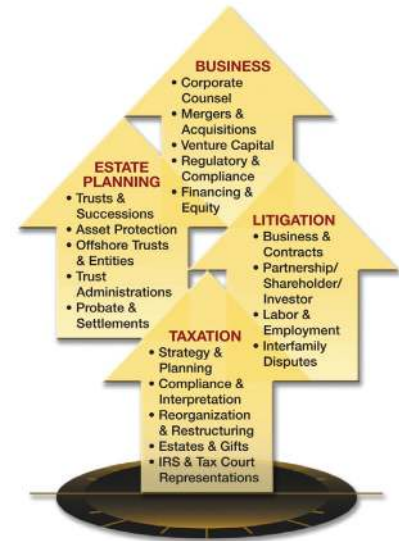 BUSINESS
• Corporate
Counsel
• Mergers &
Acquisitions
• Venture Capital
• Regulatory &
Compliance
• Financing &
Equity
ESTATE
PLANNING
• Trusts &
Successions
• Asset Protection
• Offshore Trusts
& Entities
• Trust
Administrations
• Probate &
Settlements
LITIGATION
• Business &
Contracts
• Partnership/
Shareholder/
Investor
• Labor &
Employment
• Interfamily
Disputes
TAXATION
• Strategy &
Planning
• Compliance &
Interpretation
• Reorganization
& Restructuring
• Estates & Gifts
• IRS & Tax Court
Representations